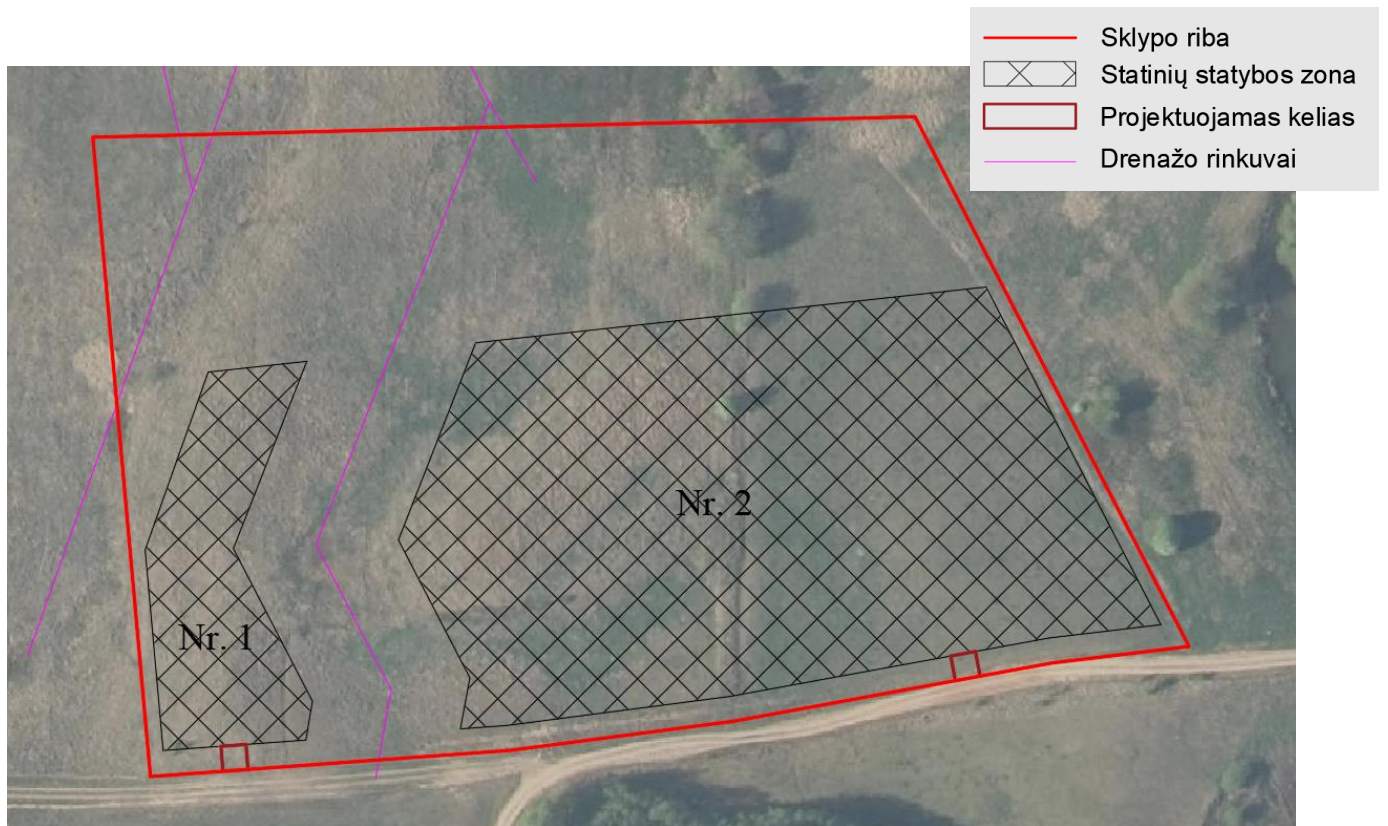 Sklypo riba
Statinių statybos zona
Projektuojamas kelias
Drenažo rinkuvai
Nr. 2
Nr. 1